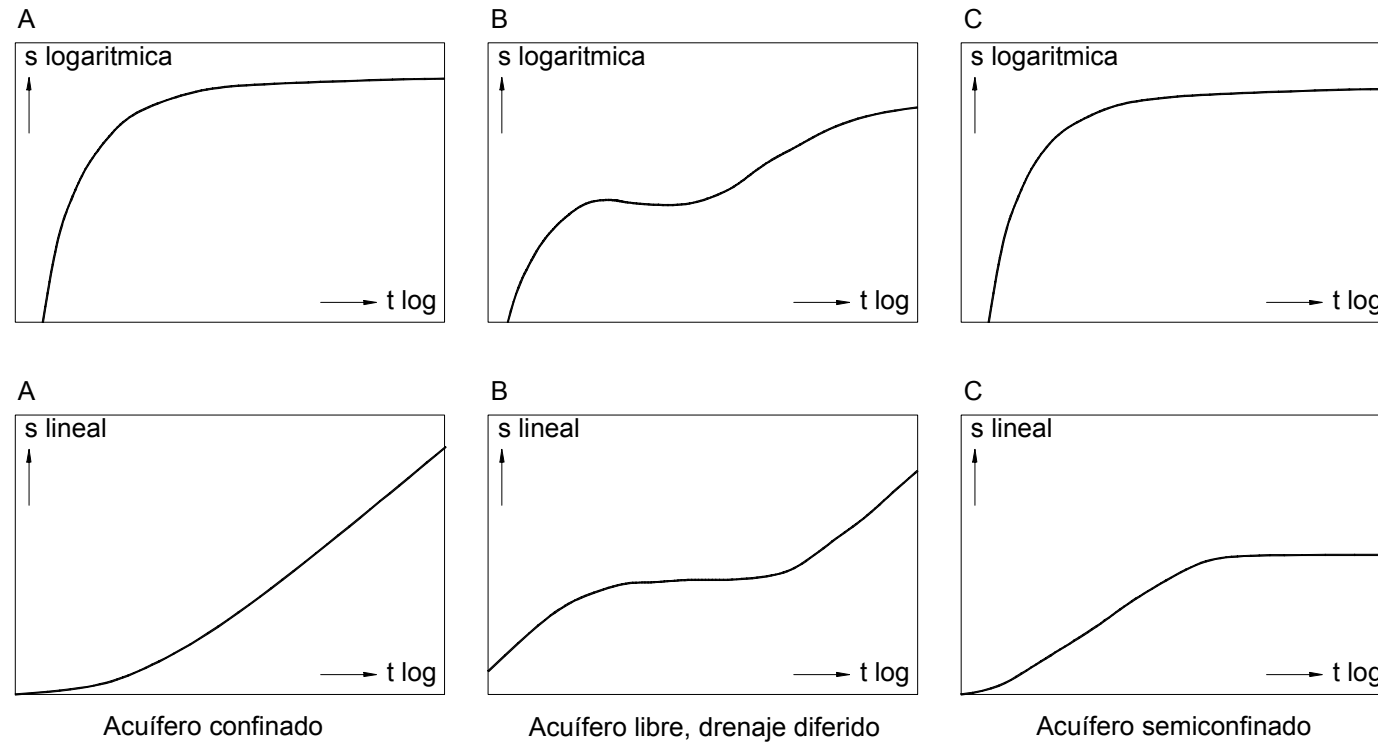 A
B
C
s logaritmica
s logaritmica
s logaritmica
t log
t log
t log
A
B
C
s lineal
s lineal
s lineal
t log
t log
t log
Acuífero confinado
Acuífero libre, drenaje diferido
Acuífero semiconfinado